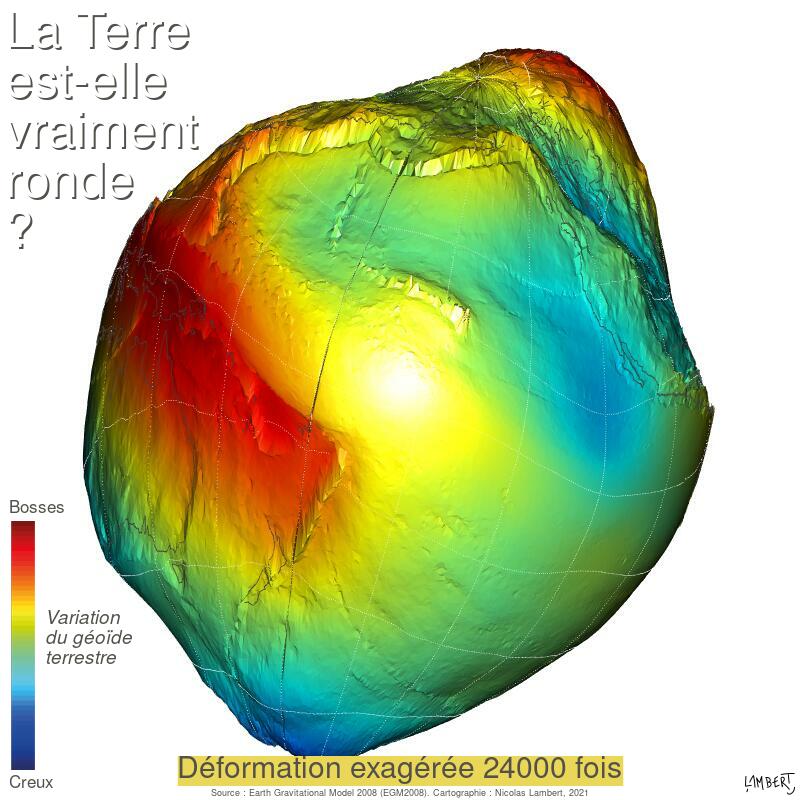 La Terre
est-elle
vraiment
ronde
?
Bosses
Variation
du géoïde
terrestre
Creux
Déformation exagérée 24000 fois
Source : Earth Gravitational Model 2008 (EGM2008). Cartographie : Nicolas Lambert, 2021
LAMBERT